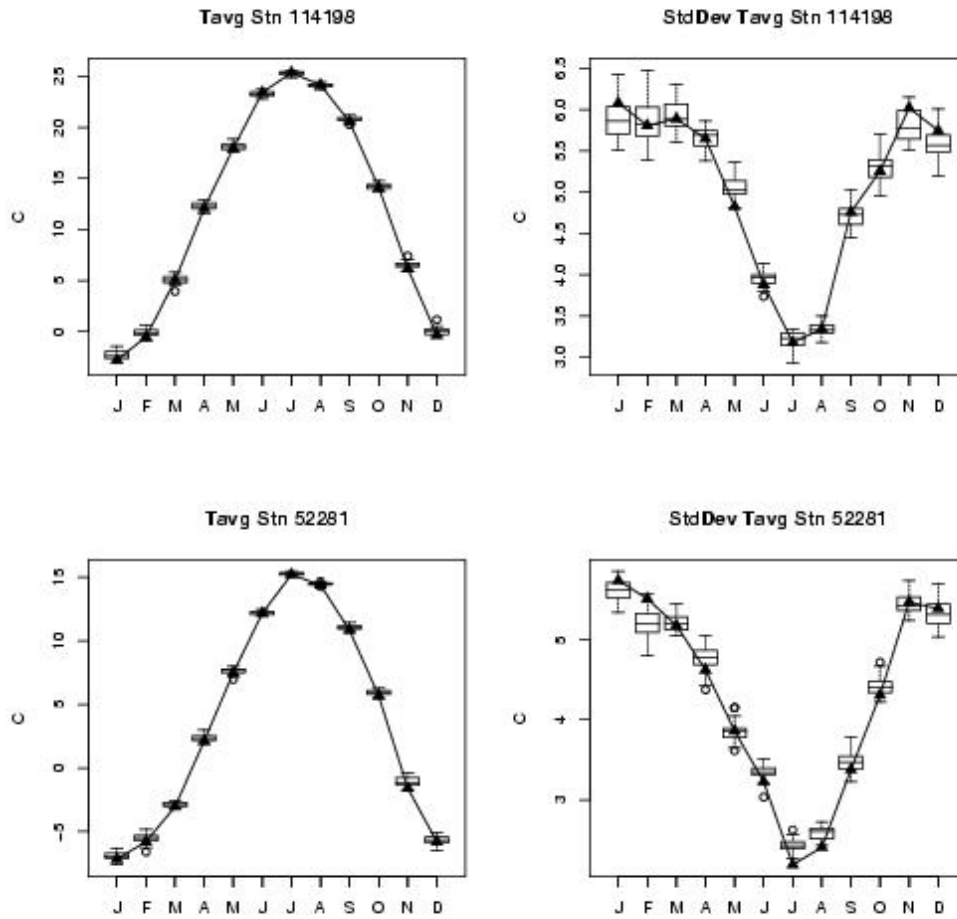 Tavg Stn 114198
StdDev Tavg Stn 114198
C
25
20
15
10
5
0
J F M A M J J A S O N D
C
6.5
6.0
5.5
5.0
4.5
4.0
3.5
3.0
J F M A M J J A S O N D
Tavg Stn 52281
StdDev Tavg Stn 52281
C
15
10
5
0
-5
J F M A M J J A S O N D
C
5
4
3
J F M A M J J A S O N D